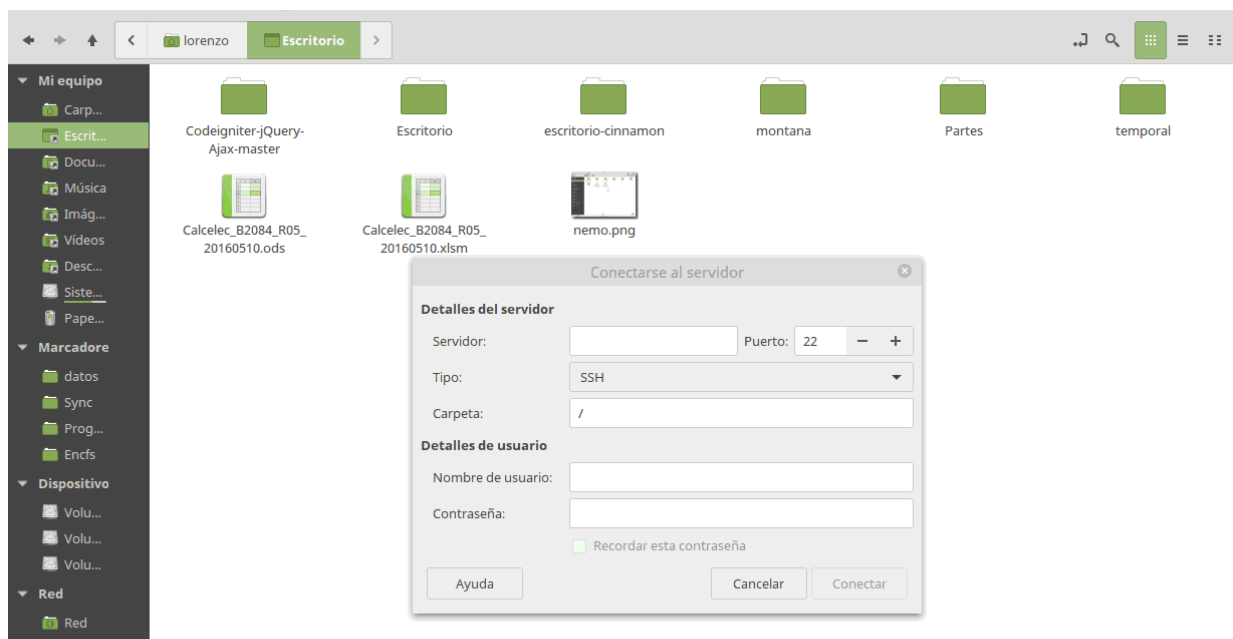 lorenzo
Escritorio
Mi equipo
Carp...
Escrit...
Docu...
Música
Imág...
Vídeos
Desc...
Siste...
Pape...
Marcadore
datos
Sync
Prog...
Encfs
Dispositivo
Volu...
Volu...
Volu...
Red
Red
Codeigniter-jQuery-
Ajax-master
Escritorio
escritorio-cinnamon
montana
Partes
temporal
Calcelec_B2084_R05_
20160510.ods
Calcelec_B2084_R05_
20160510.xlsm
nemo.png
Conectarse al servidor
Detalles del servidor
Servidor:
Puerto: 22
Tipo: SSH
Carpeta: /
Detalles de usuario
Nombre de usuario:
Contraseña:
Recordar esta contraseña
Ayuda
Cancelar
Conectar